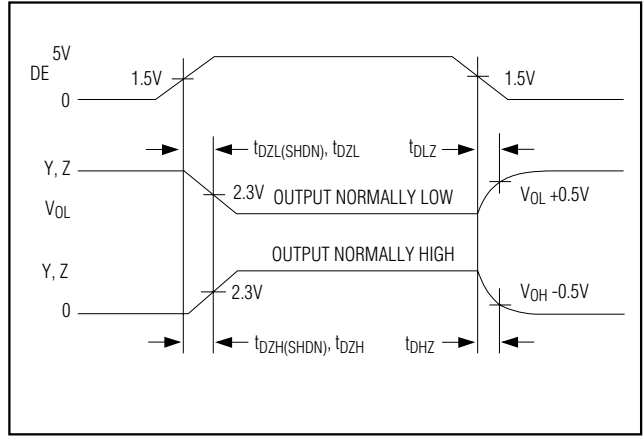 5V
DE
1.5V
1.5V
0
tDZL(SHDN), tDZL
tDLZ
Y, Z
2.3V
OUTPUT NORMALLY LOW
VOL +0.5V
VOL
OUTPUT NORMALLY HIGH
Y, Z
2.3V
VOH -0.5V
0
tDZH(SHDN), tDZH
tDHZ